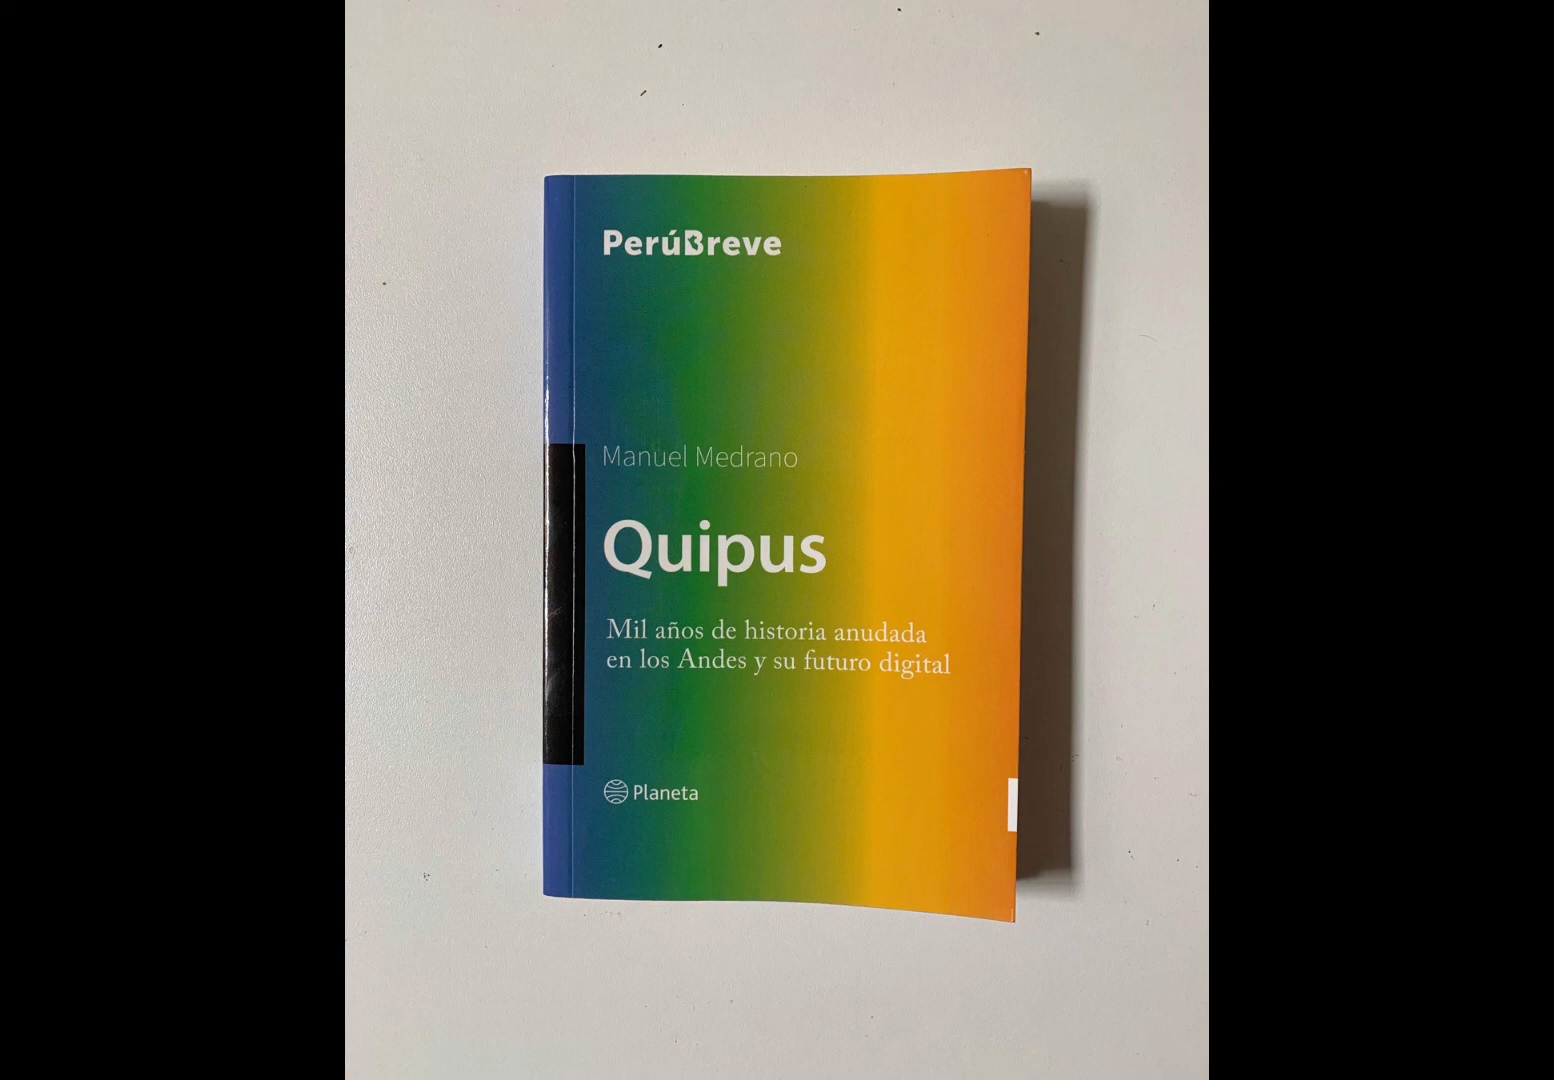 PerúBreve
Manuel Medrano
Quipus
Mil años de historia anudada
en los Andes y su futuro digital
Planeta